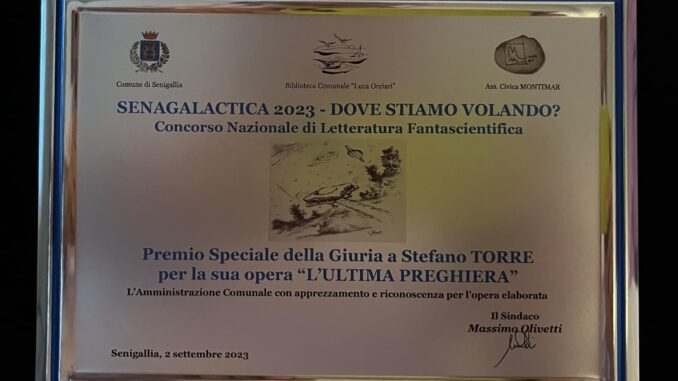 Comune di Senigallia
Biblioteca Comunale "Luca Orciari"
Ass. Civica MONTIMAR
SENAGALACTICA 2023 - DOVE STIAMO VOLANDO?
Concorso Nazionale di Letteratura Fantascientifica
Premio Speciale della Giuria a Stefano TORRE
per la sua opera "L'ULTIMA PREGHIERA"
L'Amministrazione Comunale con apprezzamento e riconoscenza per l'opera elaborata
Il Sindaco
Massimo Olivetti
Senigallia, 2 settembre 2023